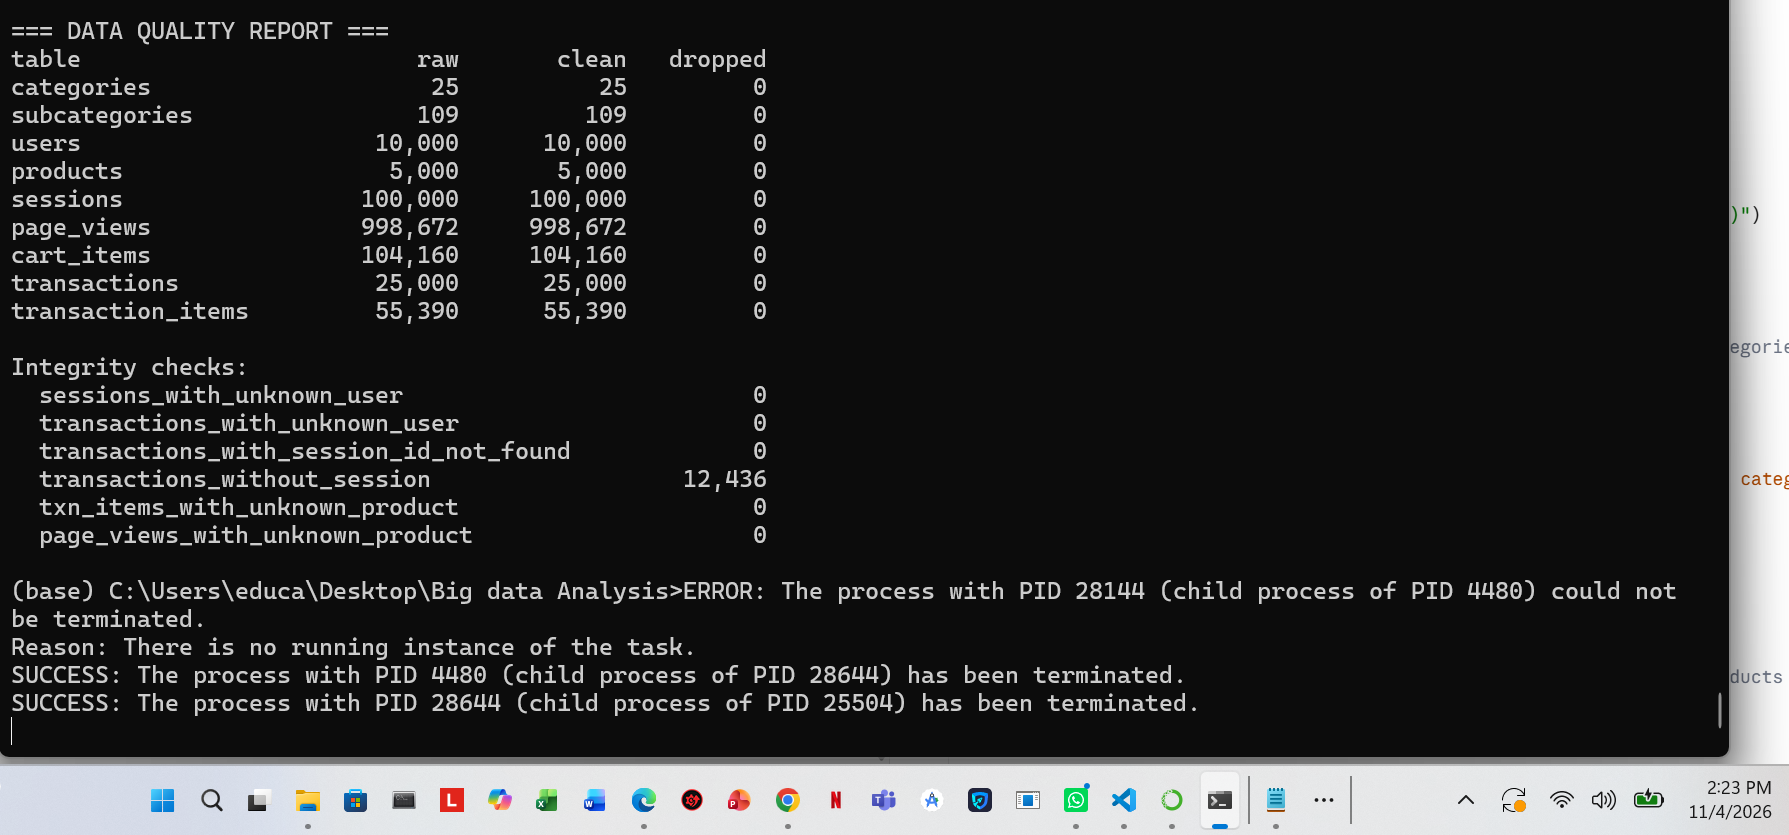 === DATA QUALITY REPORT ===
table raw clean dropped
categories 25 25 0
subcategories 109 109 0
users 10,000 10,000 0
products 5,000 5,000 0
sessions 100,000 100,000 0
page_views 998,672 998,672 0
cart_items 104,160 104,160 0
transactions 25,000 25,000 0
transaction_items 55,390 55,390 0
Integrity checks:
sessions_with_unknown_user 0
transactions_with_unknown_user 0
transactions_with_session_id_not_found 0
transactions_without_session 12,436
txn_items_with_unknown_product 0
page_views_with_unknown_product 0
(base) C:\Users\educa\Desktop\Big data Analysis>ERROR: The process with PID 28144 (child process of PID 4480) could not
be terminated.
Reason: There is no running instance of the task.
SUCCESS: The process with PID 4480 (child process of PID 28644) has been terminated.
SUCCESS: The process with PID 28644 (child process of PID 25504) has been terminated.
)")
egorie
categ
ducts
L
X
W
P
N
T
2:23 PM
11/4/2026